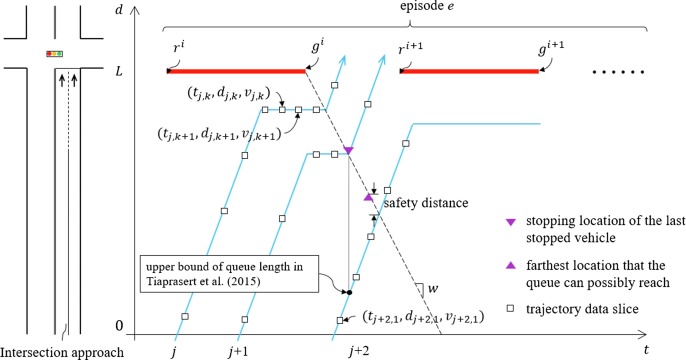 episode e
d
r^i
g^i
r^{i+1}
g^{i+1}
L
(t_{j,k}, d_{j,k}, v_{j,k})
(t_{j,k+1}, d_{j,k+1}, v_{j,k+1})
safety distance
stopping location of the last
stopped vehicle
upper bound of queue length in
Tiaprasert et al. (2015)
farthest location that the
queue can possibly reach
w
(t_{j+2,1}, d_{j+2,1}, v_{j+2,1})
trajectory data slice
0
Intersection approach
j
j+1
j+2
t